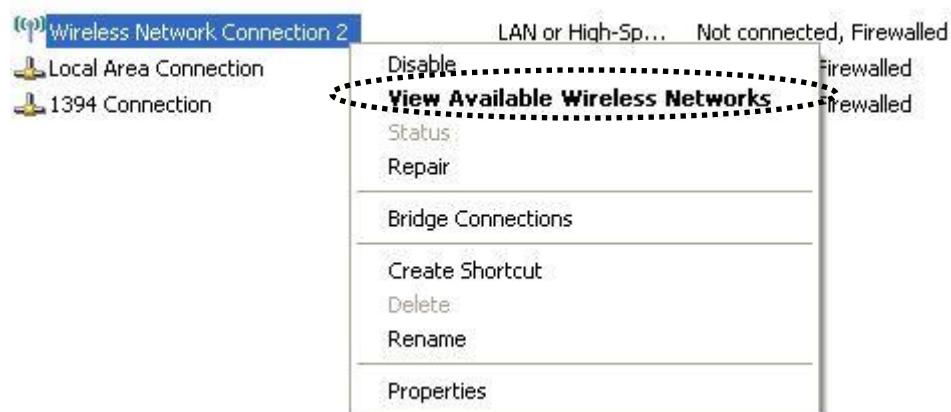 Wireless Network Connection 2 LAN or High-Sp... Not connected, Firewalled
Local Area Connection Firewalled
1394 Connection Firewalled
Disable
View Available Wireless Networks
Status
Repair
Bridge Connections
Create Shortcut
Delete
Rename
Properties